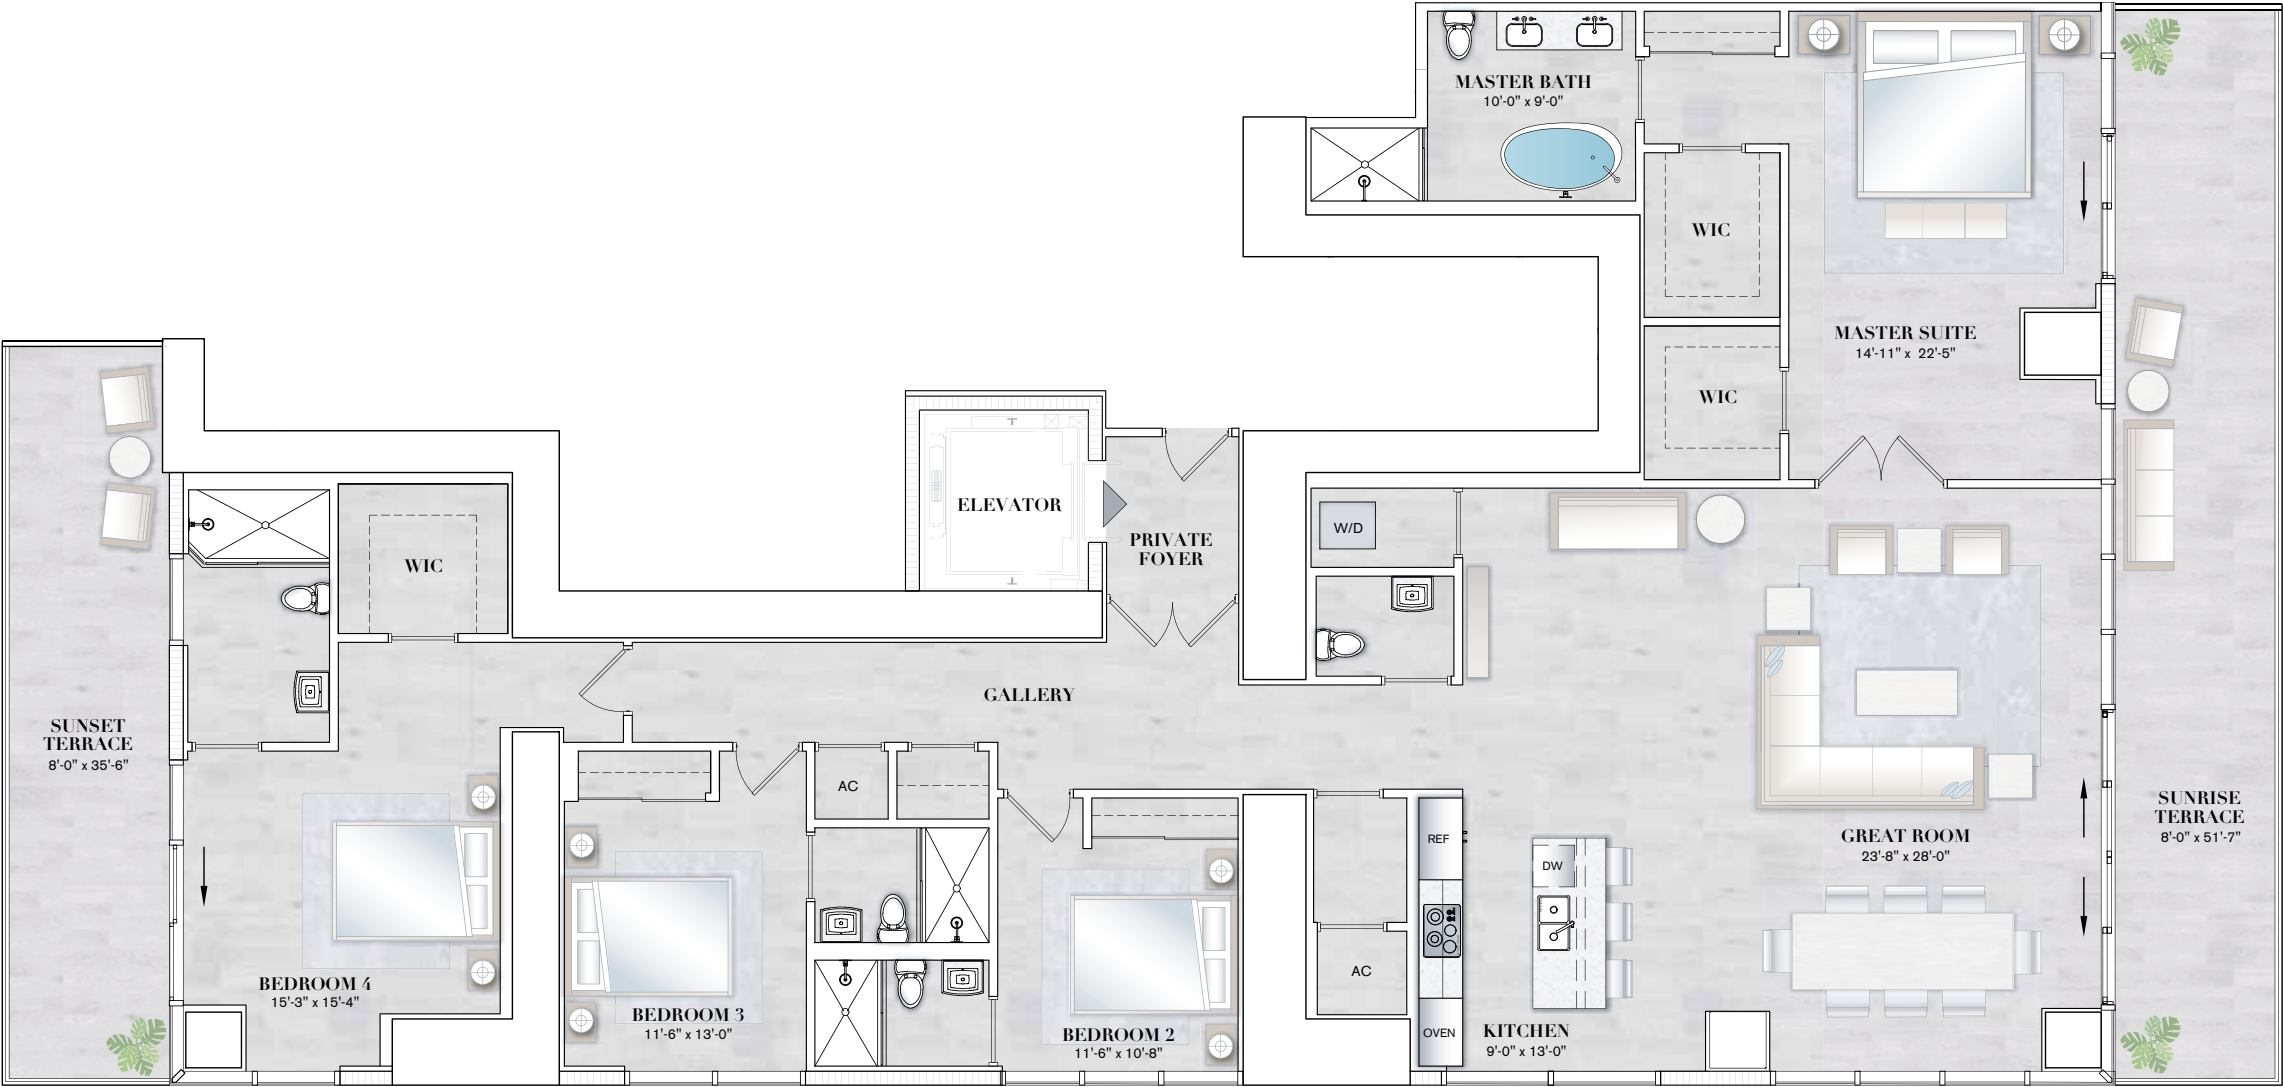 MASTER BATH
10'-0" x 9'-0"
WIC
MASTER SUITE
14'-11" x 22'-5"
WIC
ELEVATOR
PRIVATE
FOYER
W/D
WIC
GALLERY
SUNSET
TERRACE
8'-0" x 35'-6"
AC
SUNRISE
TERRACE
8'-0" x 51'-7"
GREAT ROOM
23'-8" x 28'-0"
REF
DW
BEDROOM 4
15'-3" x 15'-4"
AC
BEDROOM 3
11'-6" x 13'-0"
BEDROOM 2
11'-6" x 10'-8"
OVEN
KITCHEN
9'-0" x 13'-0"